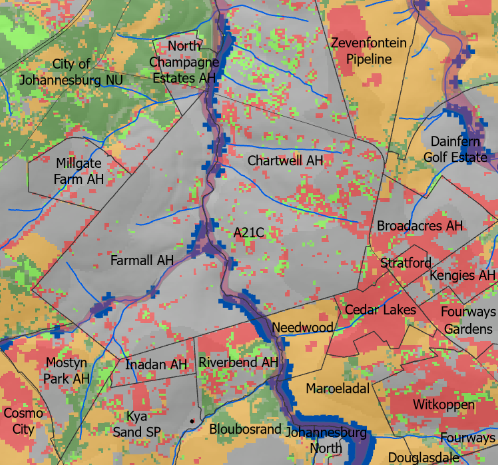 North
Champagne
Estates AH
Zevenfontein
Pipeline
City of
Johannesburg NU
Dainfern
Golf Estate
Chartwell AH
Millgate
Farm AH
Broadacres AH
A21C
Farmall AH
Stratford
Kengies AH
Cedar Lakes
Fourways
Gardens
Needwood
Mostyn
Park AH
Inadan AH
Riverbend AH
Maroeladal
Witkoppen
Cosmo
City
Kya
Sand SP
Bloubosrand
Johannesburg
North
Fourways
Douglasdale